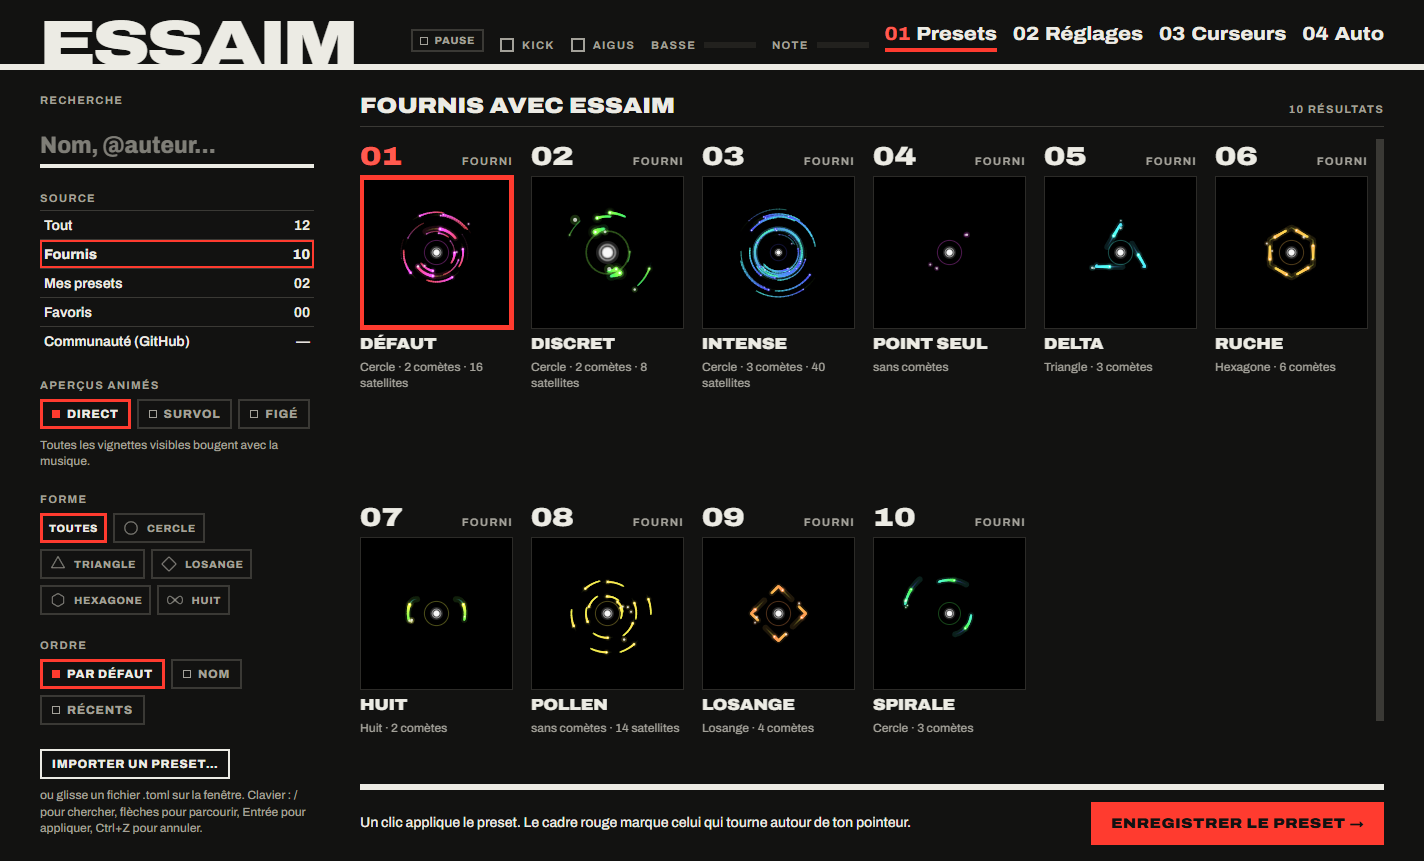 ESSAIM
PAUSE
KICK
AIGUS
BASSE
NOTE
01 Presets
02 Réglages
03 Curseurs
04 Auto
RECHERCHE
Nom, @auteur...
SOURCE
Tout 12
Fournis 10
Mes presets 02
Favoris 00
Communauté (GitHub) —
APERÇUS ANIMÉS
DIRECT
SURVOL
FIGÉ
Toutes les vignettes visibles bougent avec la
musique.
FORME
TOUTES
CERCLE
TRIANGLE
LOSANGE
HEXAGONE
HUIT
ORDRE
PAR DÉFAUT
NOM
RÉCENTS
IMPORTER UN PRESET...
ou glisse un fichier .toml sur la fenêtre. Clavier : /
pour chercher, flèches pour parcourir, Entrée pour
appliquer, Ctrl+Z pour annuler.
FOURNIS AVEC ESSAIM
10 RÉSULTATS
01 FOURNI
DÉFAUT
Cercle · 2 comètes · 16
satellites
02 FOURNI
DISCRET
Cercle · 2 comètes · 8
satellites
03 FOURNI
INTENSE
Cercle · 3 comètes · 40
satellites
04 FOURNI
POINT SEUL
sans comètes
05 FOURNI
DELTA
Triangle · 3 comètes
06 FOURNI
RUCHE
Hexagone · 6 comètes
07 FOURNI
HUIT
Huit · 2 comètes
08 FOURNI
POLLEN
sans comètes · 14 satellites
09 FOURNI
LOSANGE
Losange · 4 comètes
10 FOURNI
SPIRALE
Cercle · 3 comètes
Un clic applique le preset. Le cadre rouge marque celui qui tourne autour de ton pointeur.
ENREGISTRER LE PRESET →